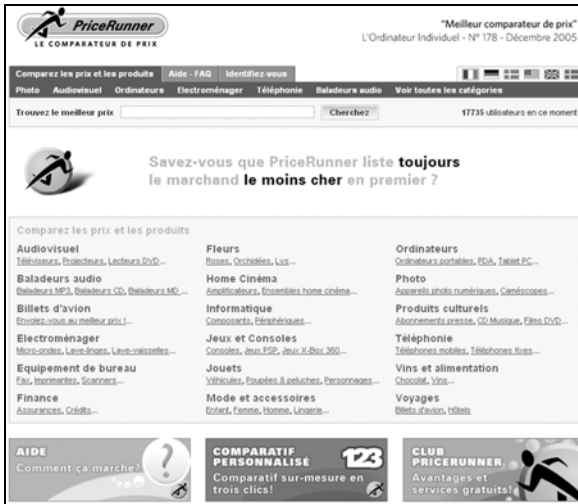 PriceRunner
LE COMPARATEUR DE PRIX
"Meilleur comparateur de prix"
L'Ordinateur Individuel - N° 178 - Décembre 2005
Comparez les prix et les produits Aide - FAQ Identifiez-vous
Photo Audiovisuel Ordinateurs Electroménager Téléphonie Baladeurs audio Voir toutes les catégories
Trouvez le meilleur prix Cherchez 17735 utilisateurs en ce moment
Savez-vous que PriceRunner liste toujours
le marchand le moins cher en premier ?
Comparez les prix et les produits
Audiovisuel
Téléviseurs, Projecteurs, Lecteurs DVD...
Baladeurs audio
Baladeurs MP3, Baladeurs CD, Baladeurs MD ...
Billets d'avion
Envolez-vous au meilleur prix !...
Electroménager
Micro-ondes, Lave-linges, Lave-vaisselles...
Equipement de bureau
Fax, Imprimantes, Scanners...
Finance
Assurances, Crédits...
Fleurs
Roses, Orchidées, Lys...
Home Cinéma
Amplificateurs, Ensembles home cinéma...
Informatique
Composants, Périphériques...
Jeux et Consoles
Consoles, Jeux PSP, Jeux X-Box 360...
Jouets
Véhicules, Poupées & peluches, Personnages...
Mode et accessoires
Enfant, Femme, Homme, Lingerie...
Ordinateurs
Ordinateurs portables, PDA, Tablet PC...
Photo
Appareils photo numériques, Caméscopes...
Produits culturels
Abonnements presse, CD Musique, Films DVD...
Téléphonie
Téléphones mobiles, Téléphones fixes...
Vins et alimentation
Chocolat, Vins...
Voyages
Billets d'avion, Hôtels
AIDE
Comment ça marche?
?
COMPARATIF
PERSONNALISÉ
123
Comparatif sur-mesure en
trois clics!
CLUB
PRICERUNNER
Avantages et
services gratuits!